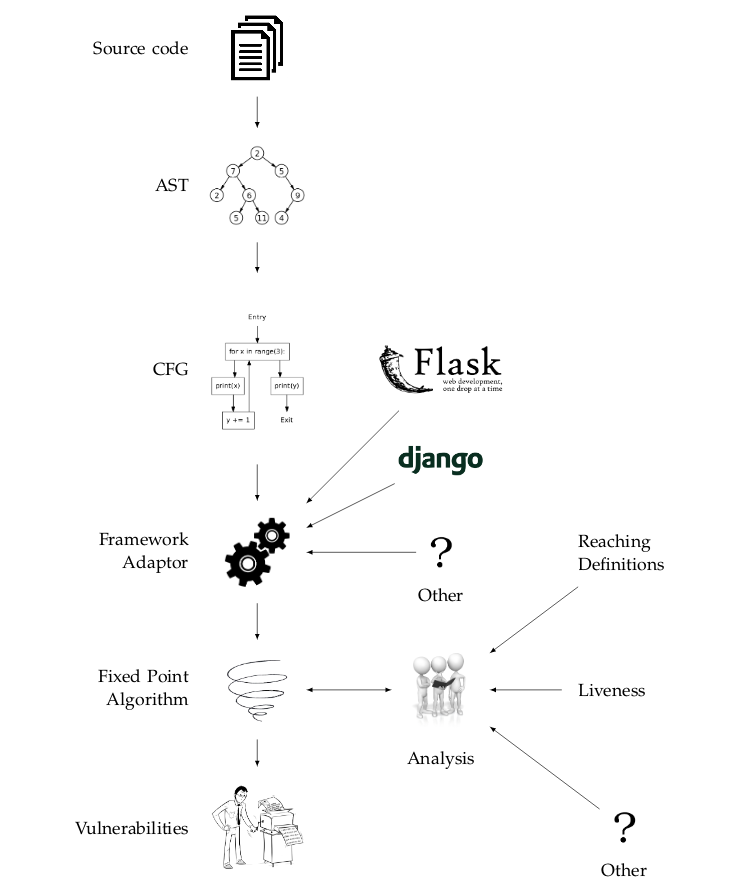 Source code
2
7
5
2
6
9
5
11
4
AST
Entry
for x in range(3):
CFG
print(x)
print(y)
y += 1
Exit
Flask
web development,
one drop at a time
django
Framework
Adaptor
?
Other
Reaching
Definitions
Fixed Point
Algorithm
Liveness
Analysis
Vulnerabilities
?
Other